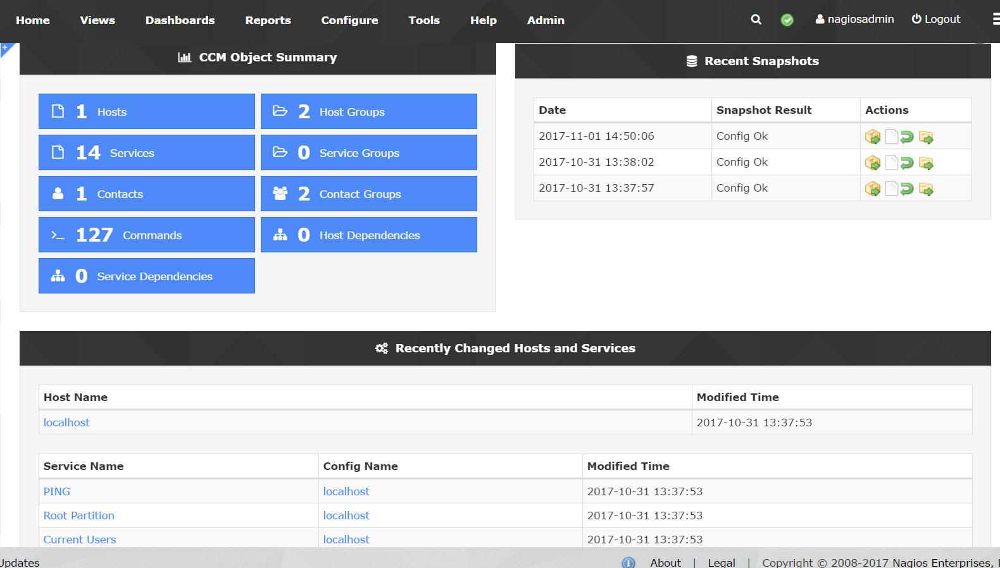 Home Views Dashboards Reports Configure Tools Help Admin nagiosadmin Logout
CCM Object Summary
1 Hosts
2 Host Groups
14 Services
0 Service Groups
1 Contacts
2 Contact Groups
127 Commands
0 Host Dependencies
0 Service Dependencies
Recent Snapshots
Date Snapshot Result Actions
2017-11-01 14:50:06 Config Ok
2017-10-31 13:38:02 Config Ok
2017-10-31 13:37:57 Config Ok
Recently Changed Hosts and Services
Host Name Modified Time
localhost 2017-10-31 13:37:53
Service Name Config Name Modified Time
PING localhost 2017-10-31 13:37:53
Root Partition localhost 2017-10-31 13:37:53
Current Users localhost 2017-10-31 13:37:53
Updates About | Legal | Copyright © 2008-2017 Nagios Enterprises,